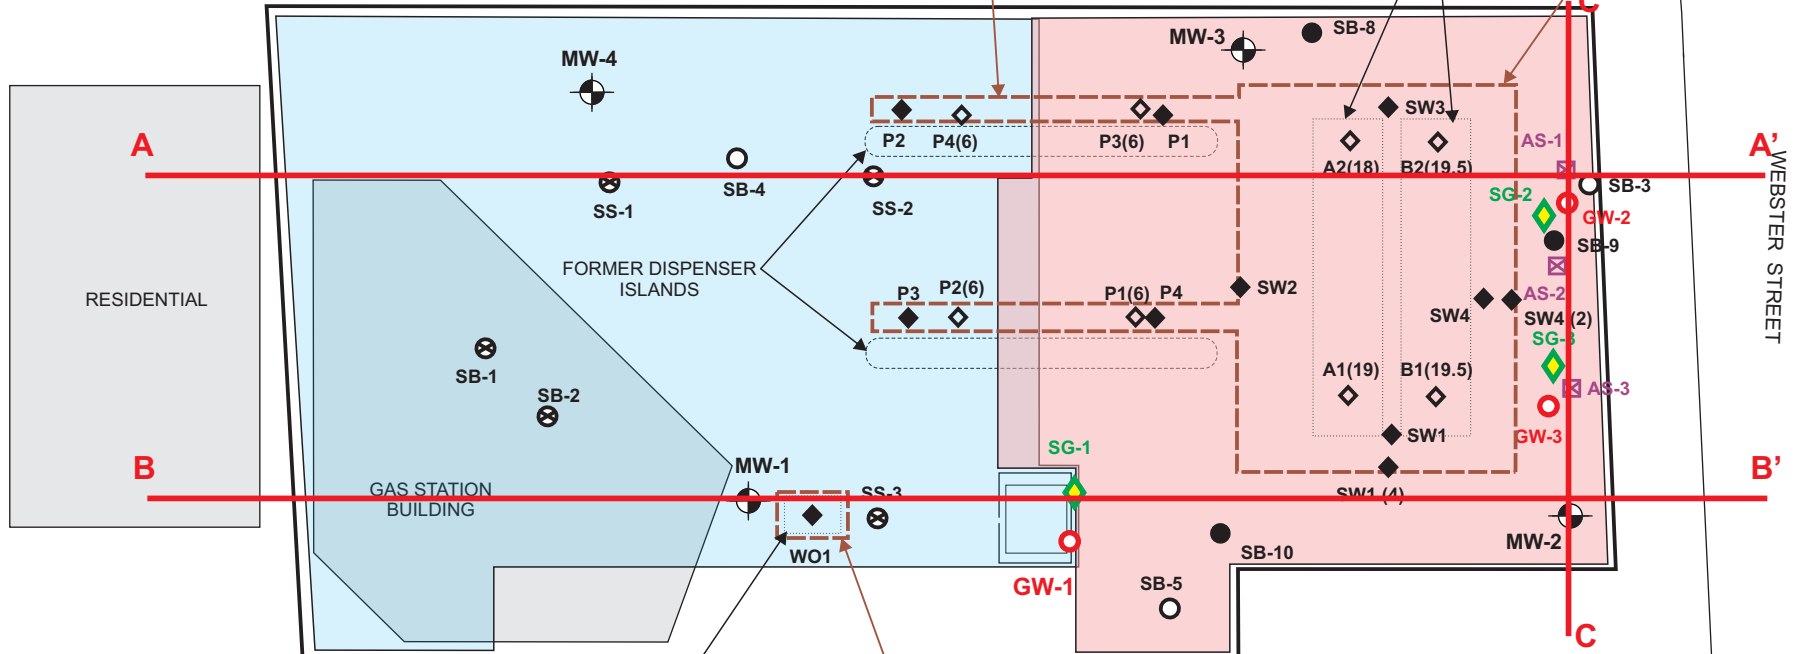 C
SB-8
MW-3
MW-4
SW3
P2
P4(6)
P3(6)
P1
AS-1
A
A'
A2(18)
B2(19.5)
SB-4
SB-3
SS-1
SS-2
SG-2
GW-2
SB-9
WEBSTER STREET
FORMER DISPENSER
ISLANDS
RESIDENTIAL
P3
P2(6)
P1(6)
P4
SW2
AS-2
SW4
SW4 (2)
SG-3
SB-1
A1(19)
B1(19.5)
SB-2
AS-3
SW1
GW-3
SG-1
B
MW-1
B'
GAS STATION
BUILDING
SS-3
SW1 (4)
WO1
MW-2
SB-10
GW-1
SB-5
C